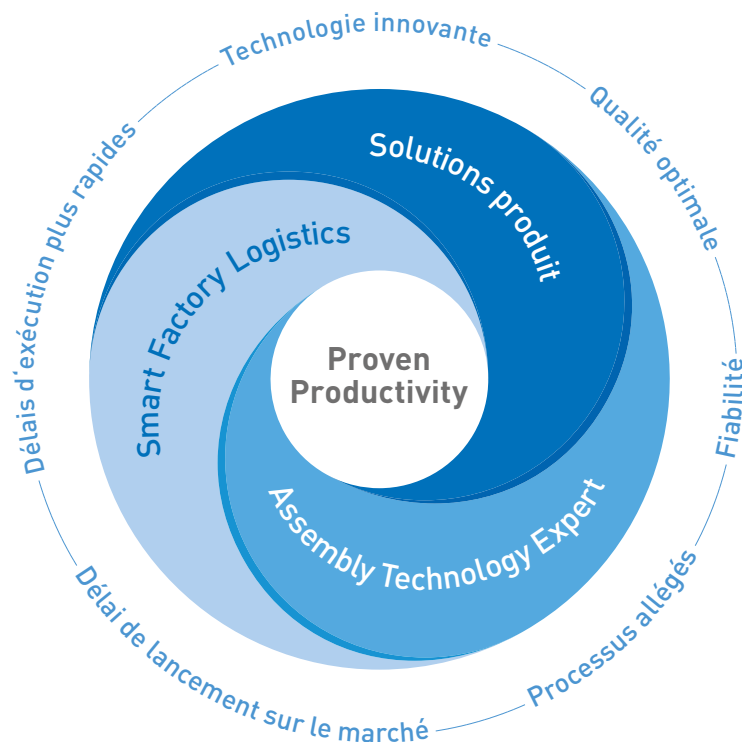 Technologie innovante
Qualité optimale
Fiabilité
Processus allégés
Délai de lancement sur le marché
Délais d‘exécution plus rapides
Solutions produit
Smart Factory Logistics
Assembly Technology Expert
Proven
Productivity